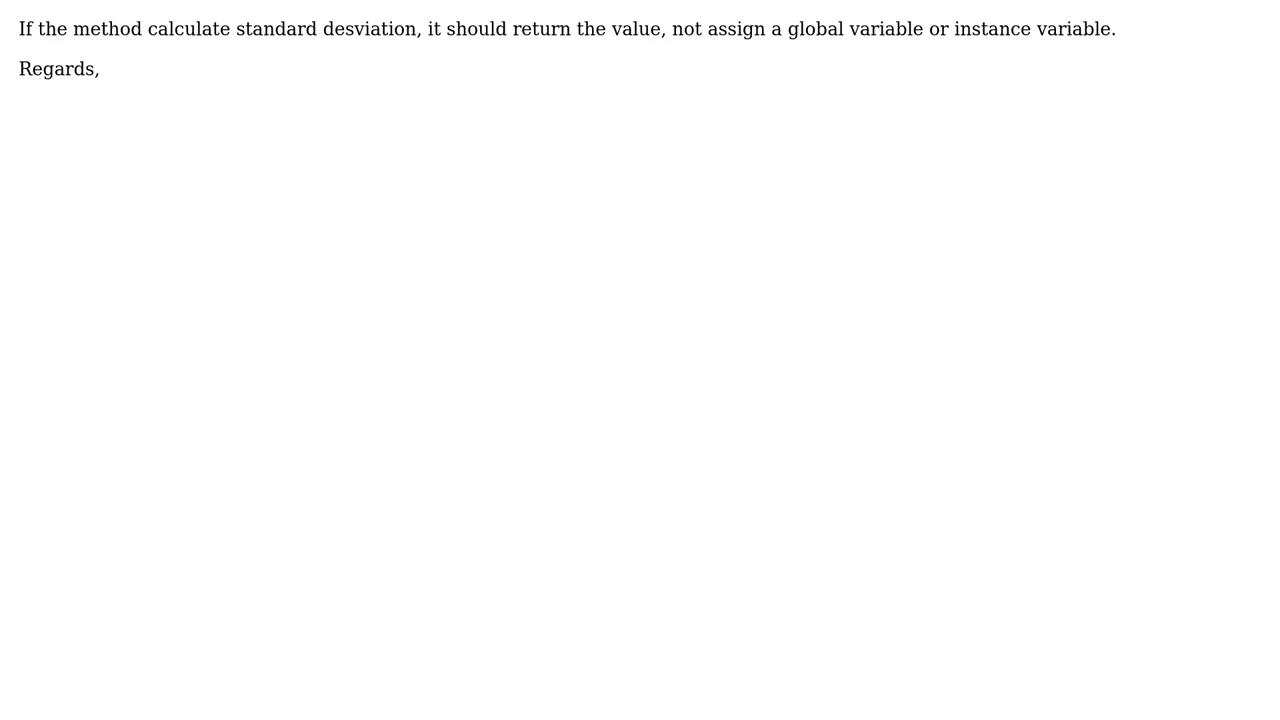 If the method calculate standard desviation, it should return the value, not assign a global variable or instance variable.
Regards,